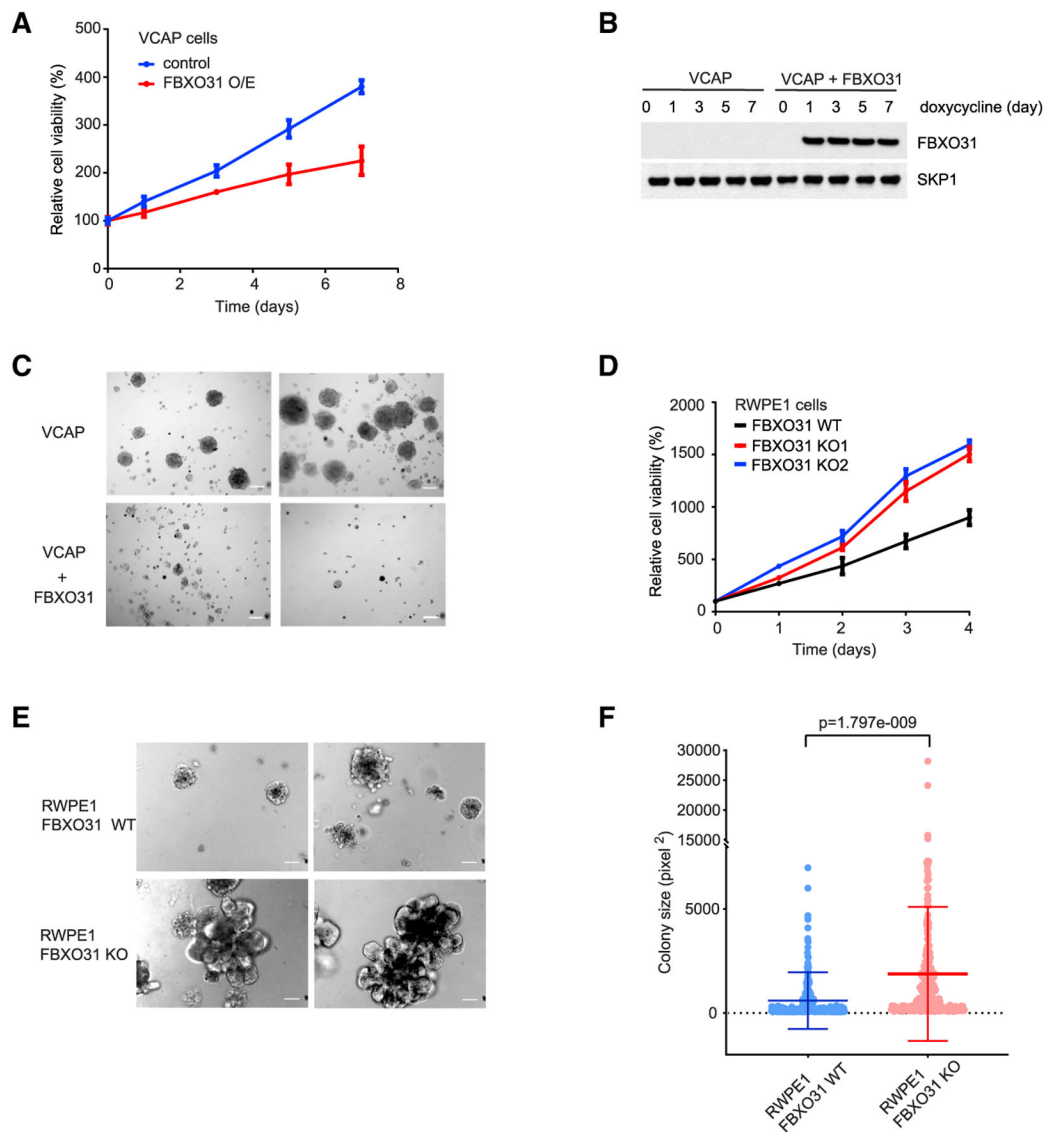 A
VCAP cells
control
FBXO31 O/E
500
400
300
200
100
0
Relative cell viability (%)
0 2 4 6 8
Time (days)
B
VCAP VCAP + FBXO31
0 1 3 5 7 0 1 3 5 7 doxycycline (day)
FBXO31
SKP1
C
VCAP
VCAP
+
FBXO31
D
RWPE1 cells
FBXO31 WT
FBXO31 KO1
FBXO31 KO2
2000
1500
1000
500
0
Relative cell viability (%)
0 1 2 3 4
Time (days)
E
RWPE1
FBXO31 WT
RWPE1
FBXO31 KO
F
p=1.797e-009
30000
25000
20000
15000
5000
0
Colony size (pixel 2)
RWPE1
FBXO31 WT
RWPE1
FBXO31 KO